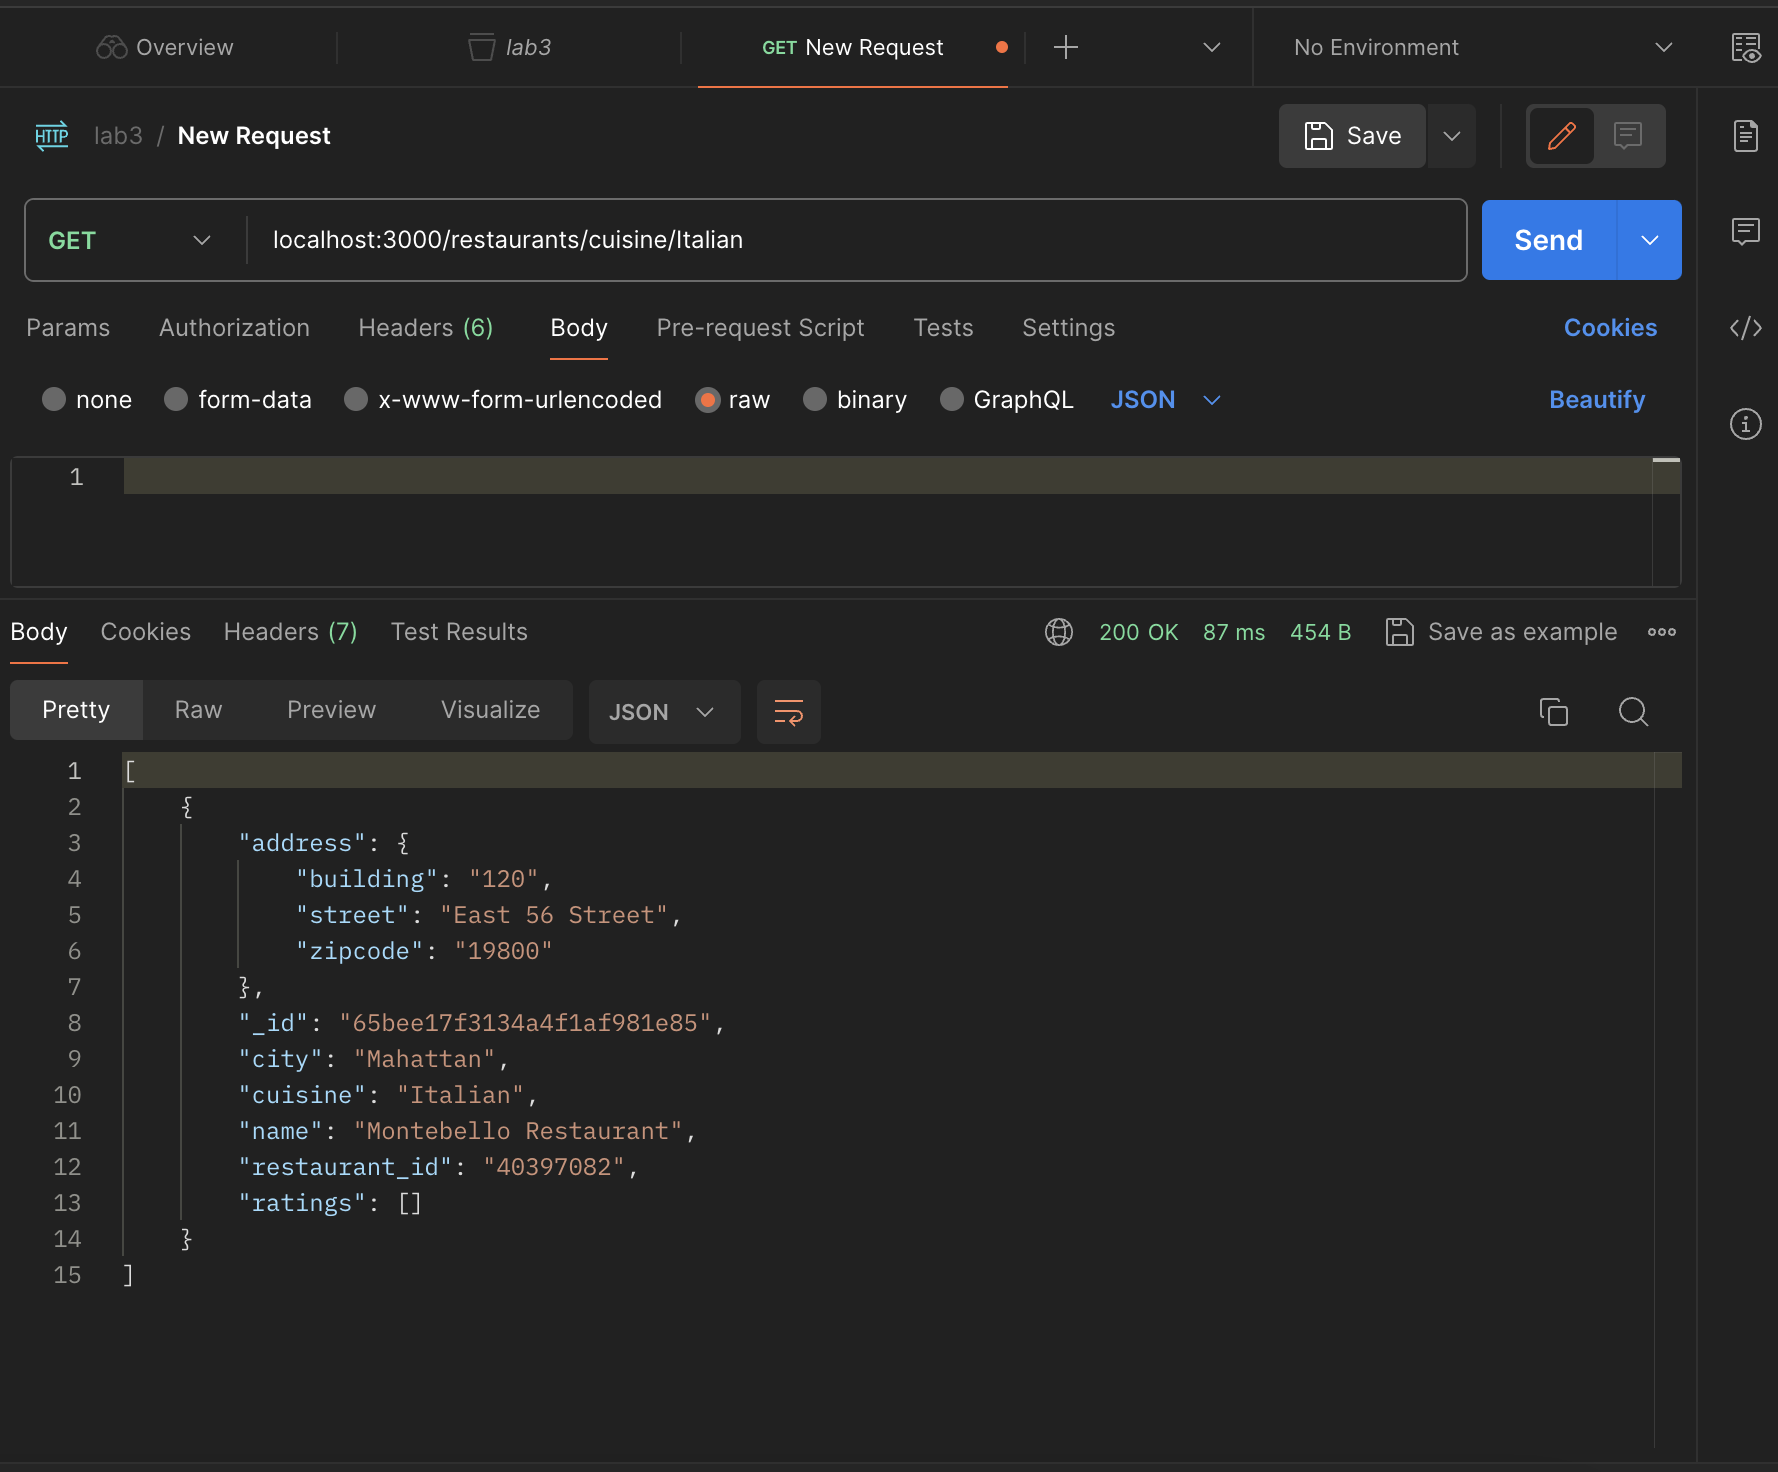 Overview lab3 GET New Request No Environment
HTTP lab3 / New Request Save
GET localhost:3000/restaurants/cuisine/Italian Send
Params Authorization Headers (6) Body Pre-request Script Tests Settings Cookies
none form-data x-www-form-urlencoded raw binary GraphQL JSON Beautify
1
Body Cookies Headers (7) Test Results 200 OK 87 ms 454 B Save as example
Pretty Raw Preview Visualize JSON
1 [
2 {
3 "address": {
4 "building": "120",
5 "street": "East 56 Street",
6 "zipcode": "19800"
7 },
8 "_id": "65bee17f3134a4f1af981e85",
9 "city": "Mahattan",
10 "cuisine": "Italian",
11 "name": "Montebello Restaurant",
12 "restaurant_id": "40397082",
13 "ratings": []
14 }
15 ]